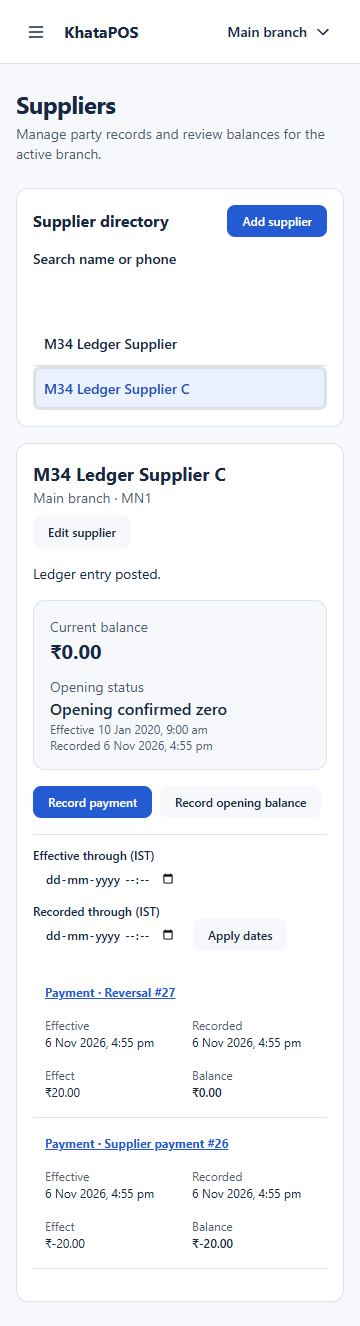 KhataPOS
Main branch
Suppliers
Manage party records and review balances for the
active branch.
Supplier directory
Add supplier
Search name or phone
M34 Ledger Supplier
M34 Ledger Supplier C
M34 Ledger Supplier C
Main branch · MN1
Edit supplier
Ledger entry posted.
Current balance
₹0.00
Opening status
Opening confirmed zero
Effective 10 Jan 2020, 9:00 am
Recorded 6 Nov 2026, 4:55 pm
Record payment
Record opening balance
Effective through (IST)
dd-mm-yyyy --:--
Recorded through (IST)
dd-mm-yyyy --:--
Apply dates
Payment · Reversal #27
Effective Recorded
6 Nov 2026, 4:55 pm 6 Nov 2026, 4:55 pm
Effect Balance
₹20.00 ₹0.00
Payment · Supplier payment #26
Effective Recorded
6 Nov 2026, 4:55 pm 6 Nov 2026, 4:55 pm
Effect Balance
₹-20.00 ₹-20.00